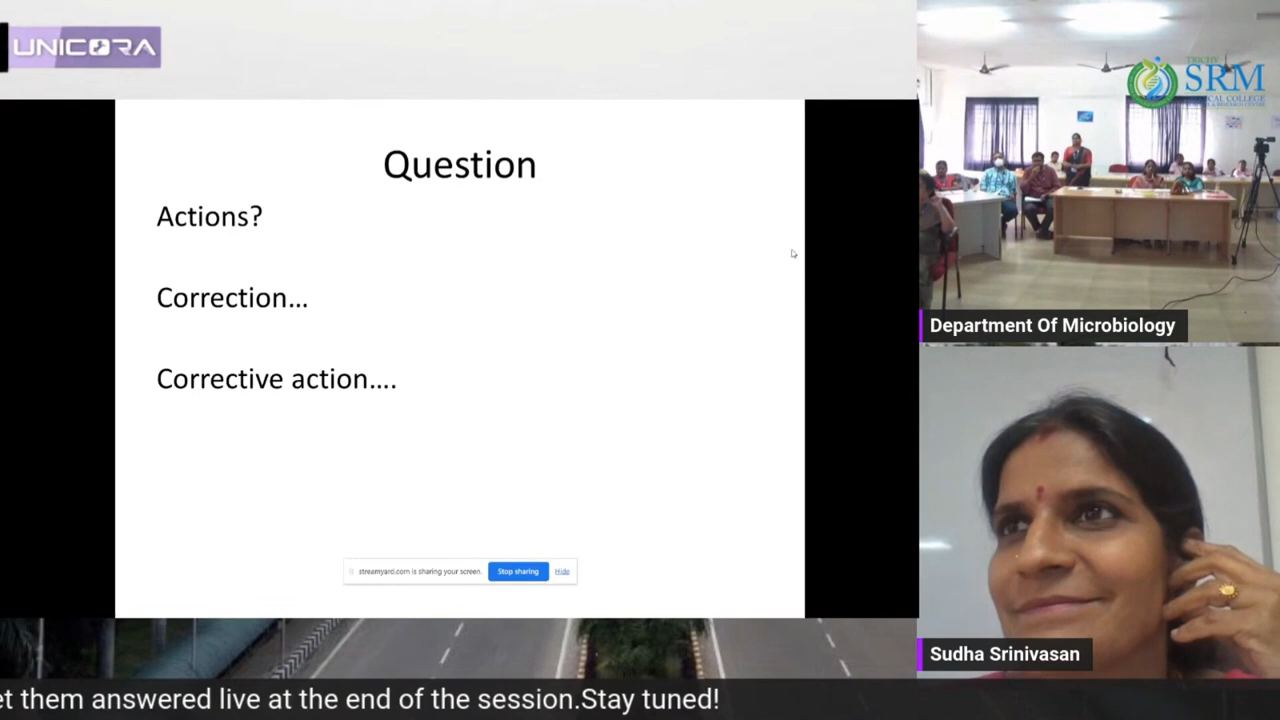 UNICORA
Question
Actions?
Correction...
Corrective action....
streamyard.com is sharing your screen. Stop sharing Hide
TRICHY
SRM
Department Of Microbiology
Sudha Srinivasan
et them answered live at the end of the session.Stay tuned!